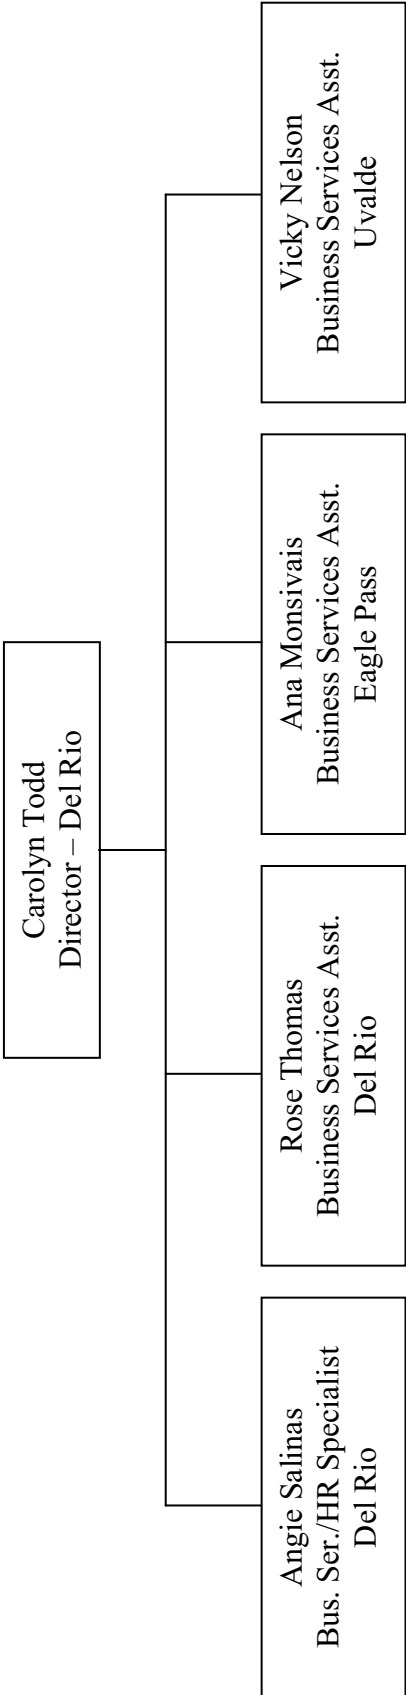 Carolyn Todd
Director – Del Rio
Angie Salinas
Bus. Ser./HR Specialist
Del Rio
Rose Thomas
Business Services Asst.
Del Rio
Ana Monsivais
Business Services Asst.
Eagle Pass
Vicky Nelson
Business Services Asst.
Uvalde